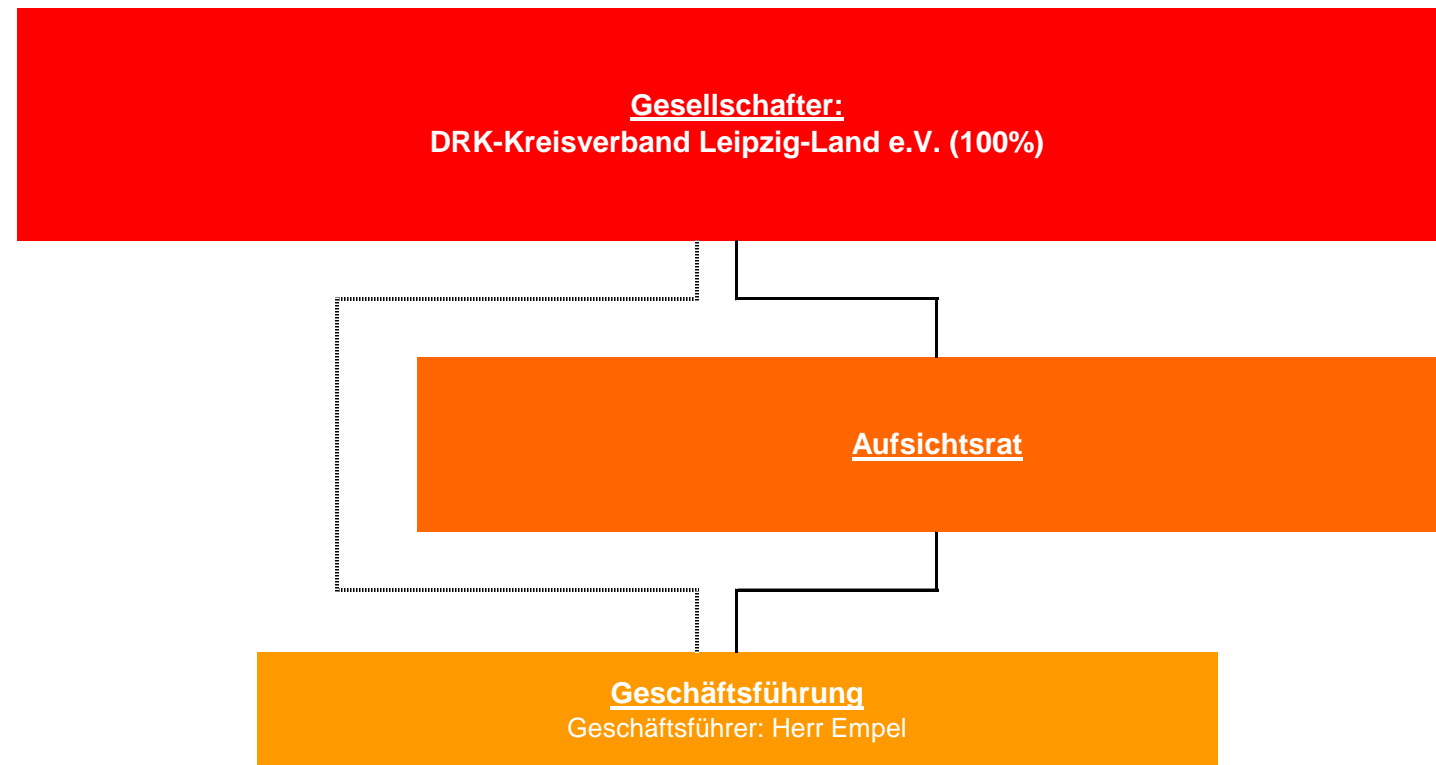 Gesellschafter:
DRK-Kreisverband Leipzig-Land e.V. (100%)
Aufsichtsrat
Geschäftsführung
Geschäftsführer: Herr Empel